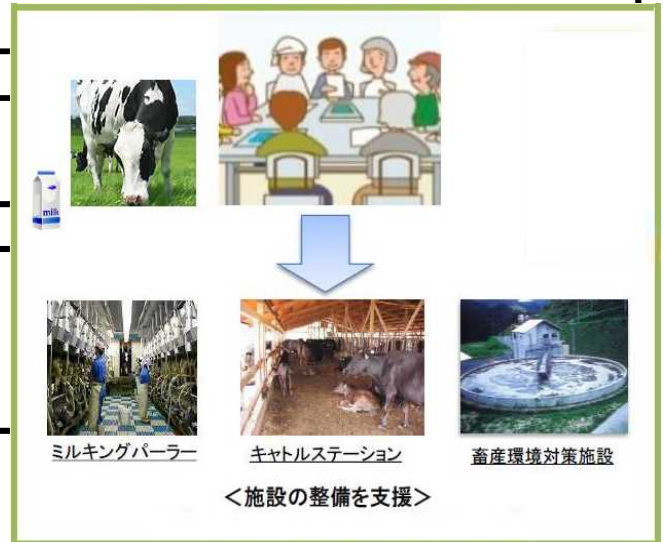 milk
ミルキングパーラー
キャトルステーション
畜産環境対策施設
＜施設の整備を支援＞